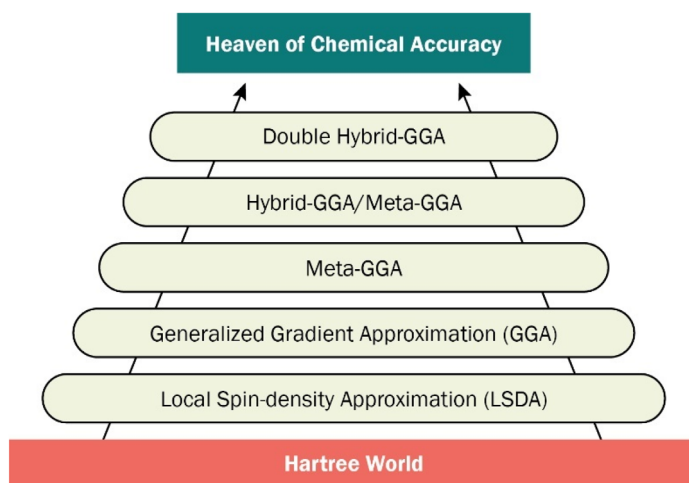 Heaven of Chemical Accuracy
Double Hybrid-GGA
Hybrid-GGA/Meta-GGA
Meta-GGA
Generalized Gradient Approximation (GGA)
Local Spin-density Approximation (LSDA)
Hartree World